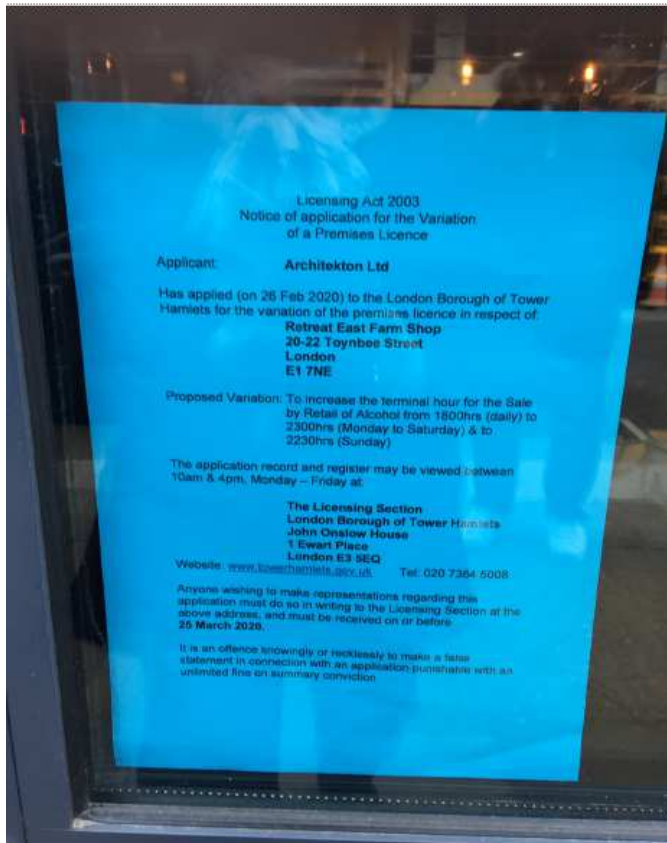 Licensing Act 2003
Notice of application for the Variation
of a Premises Licence
Applicant: Architekton Ltd
Has applied (on 26 Feb 2020) to the London Borough of Tower
Hamlets for the variation of the premises licence in respect of:
Retreat East Farm Shop
20-22 Toynbee Street
London
E1 7NE
Proposed Variation: To increase the terminal hour for the Sale
by Retail of Alcohol from 1800hrs (daily) to
2300hrs (Monday to Saturday) & to
2230hrs (Sunday)
The application record and register may be viewed between
10am & 4pm, Monday – Friday at:
The Licensing Section
London Borough of Tower Hamlets
John Onslow House
1 Ewart Place
London E3 5EQ
Website: www.towerhamlets.gov.uk Tel: 020 7364 5008
Anyone wishing to make representations regarding this
application must do so in writing to the Licensing Section at the
above address, and must be received on or before
25 March 2020.
It is an offence knowingly or recklessly to make a false
statement in connection with an application punishable with an
unlimited fine on summary conviction